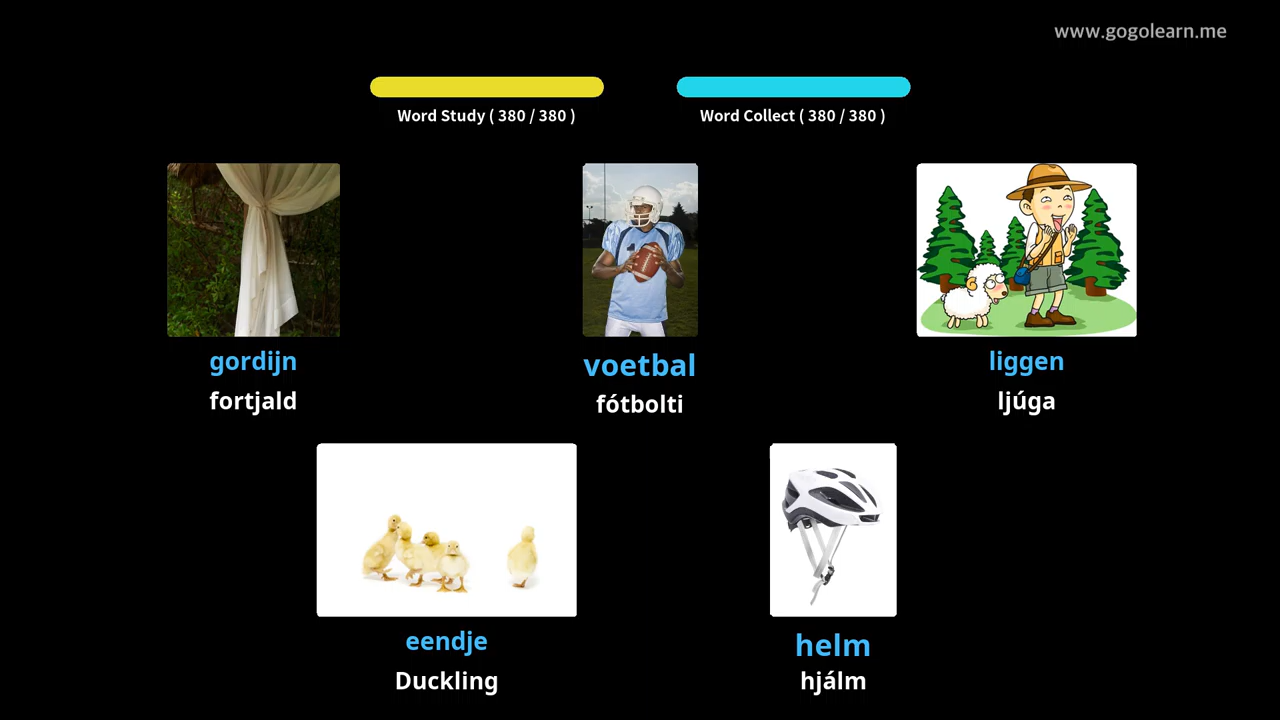 www.gogolearn.me
Word Study ( 380 / 380 )
Word Collect ( 380 / 380 )
gordijn
fortjald
voetbal
fótbolti
liggen
ljúga
eendje
Duckling
helm
hjálm